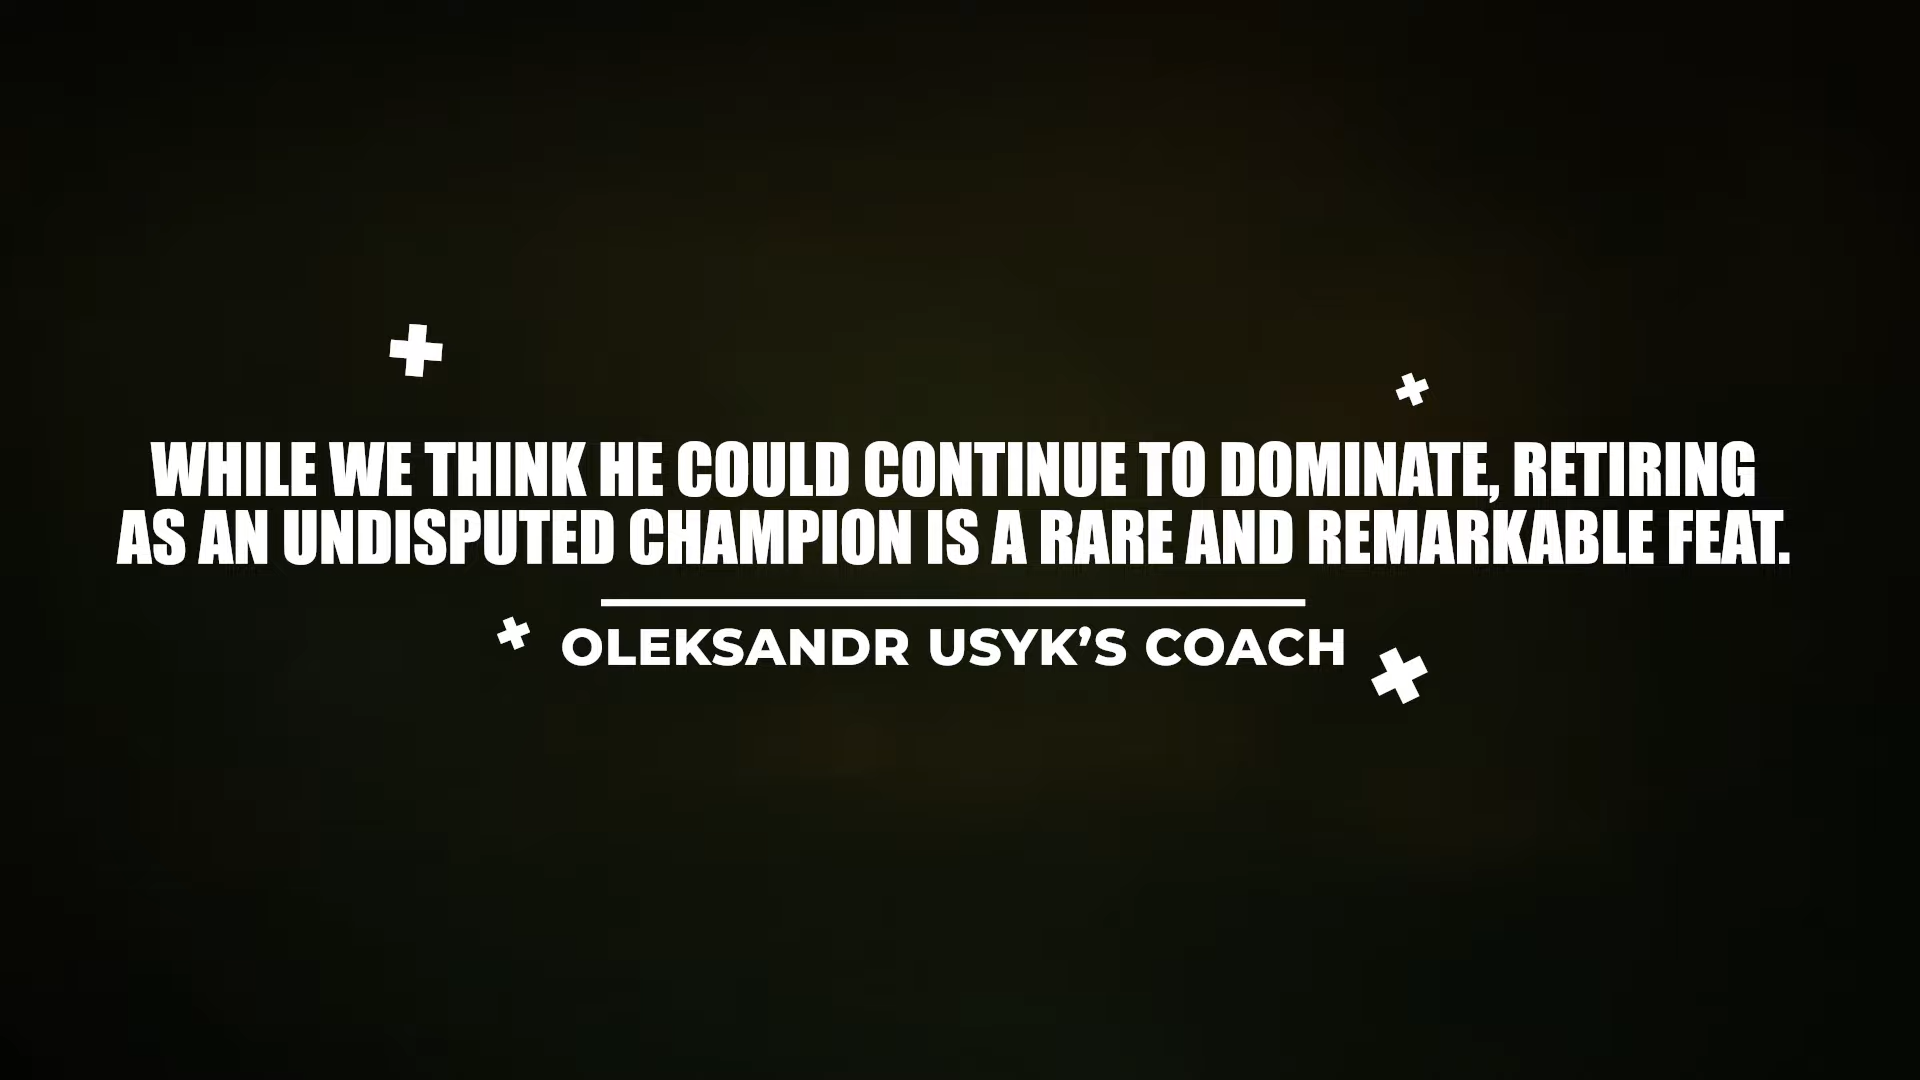 WHILE WE THINK HE COULD CONTINUE TO DOMINATE, RETIRING
AS AN UNDISPUTED CHAMPION IS A RARE AND REMARKABLE FEAT.
OLEKSANDR USYK’S COACH